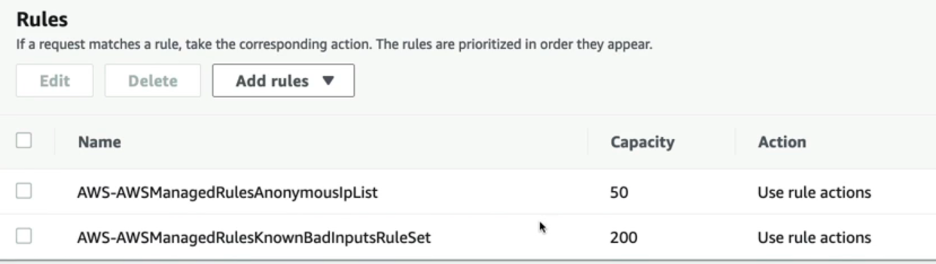 Rules
If a request matches a rule, take the corresponding action. The rules are prioritized in order they appear.
Edit Delete Add rules
Name Capacity Action
AWS-AWSManagedRulesAnonymousIpList 50 Use rule actions
AWS-AWSManagedRulesKnownBadInputsRuleSet 200 Use rule actions